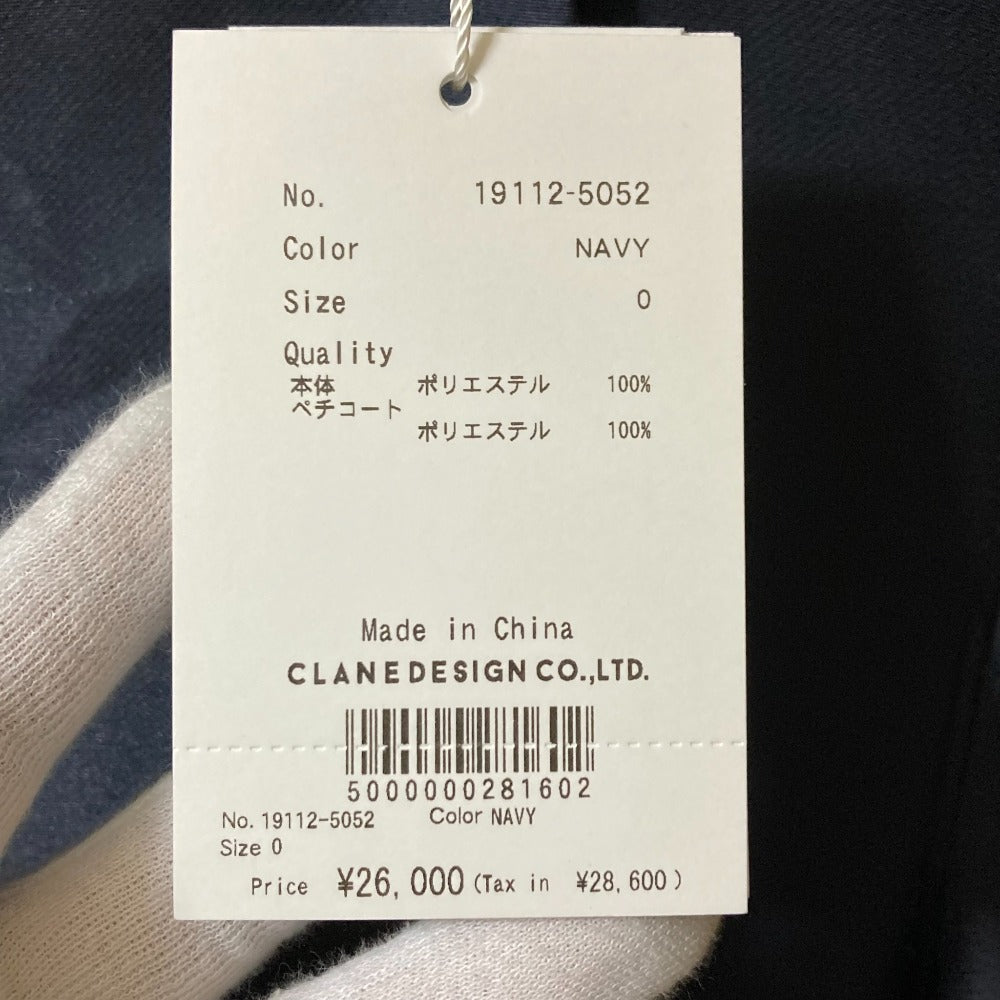 No. 19112-5052
Color NAVY
Size 0
Quality
本体 ポリエステル 100%
ペチコート
ポリエステル 100%
Made in China
CLANE DESIGN CO.,LTD.
5000000281602
No. 19112-5052 Color NAVY
Size 0
Price ¥26,000 (Tax in ¥28,600)